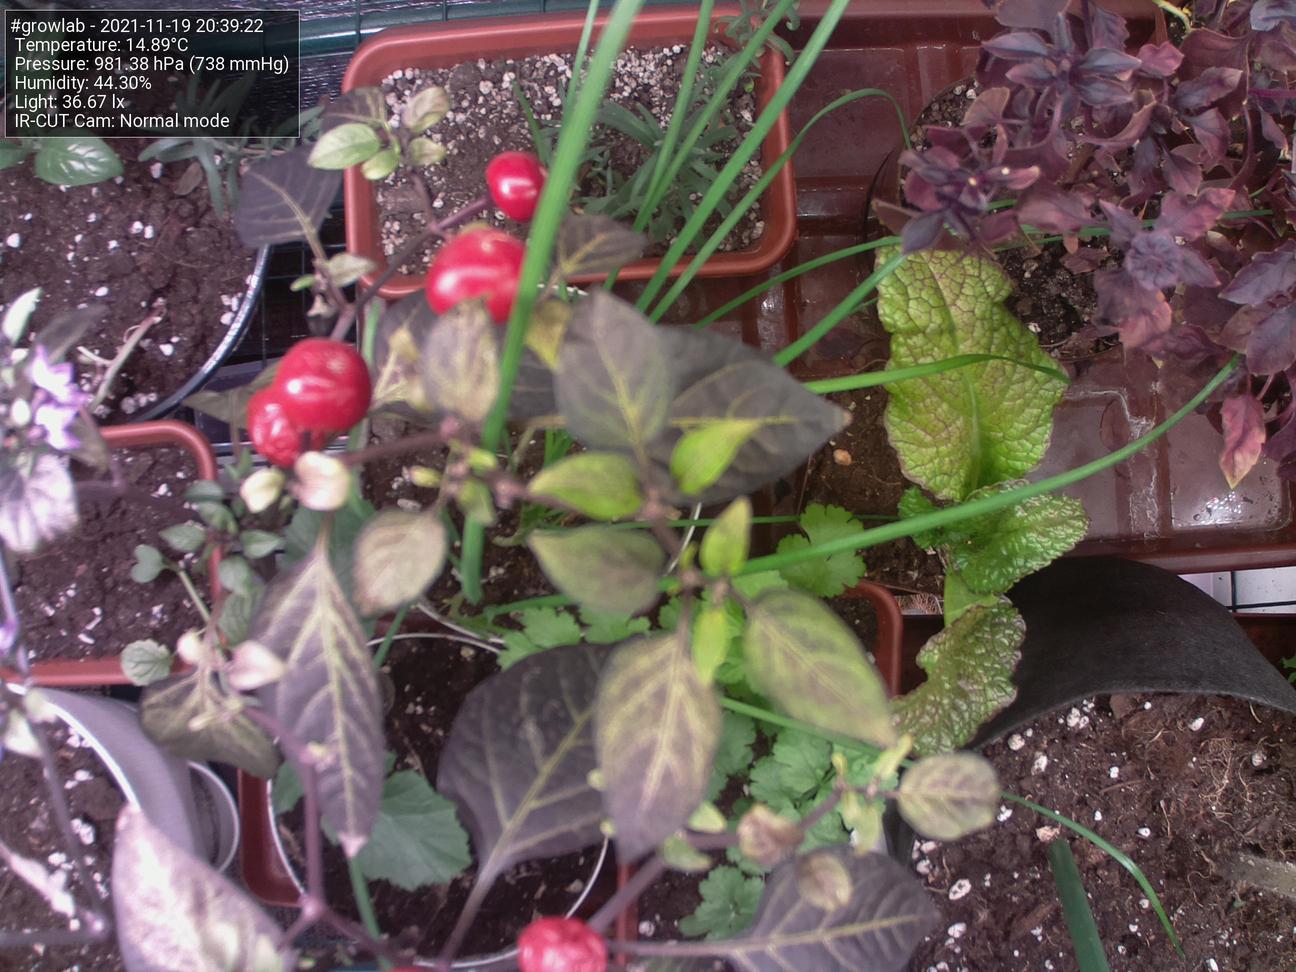 #growlab - 2021-11-19 20:39:22
Temperature: 14.89°C
Pressure: 981.38 hPa (738 mmHg)
Humidity: 44.30%
Light: 36.67 lx
IR-CUT Cam: Normal mode